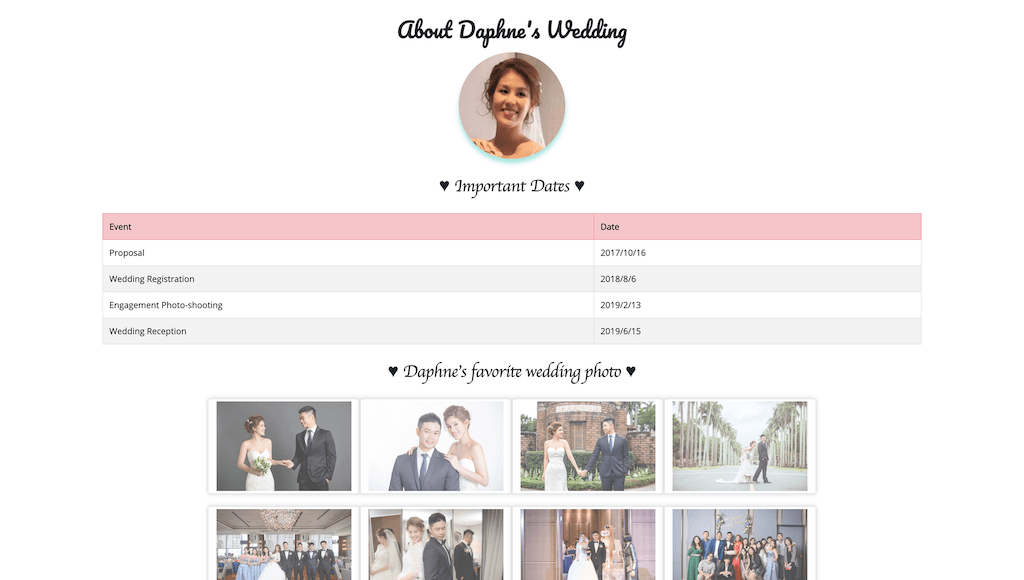 About Daphne's Wedding
♥ Important Dates ♥
Event Date
Proposal 2017/10/16
Wedding Registration 2018/8/6
Engagement Photo-shooting 2019/2/13
Wedding Reception 2019/6/15
♥ Daphne's favorite wedding photo ♥